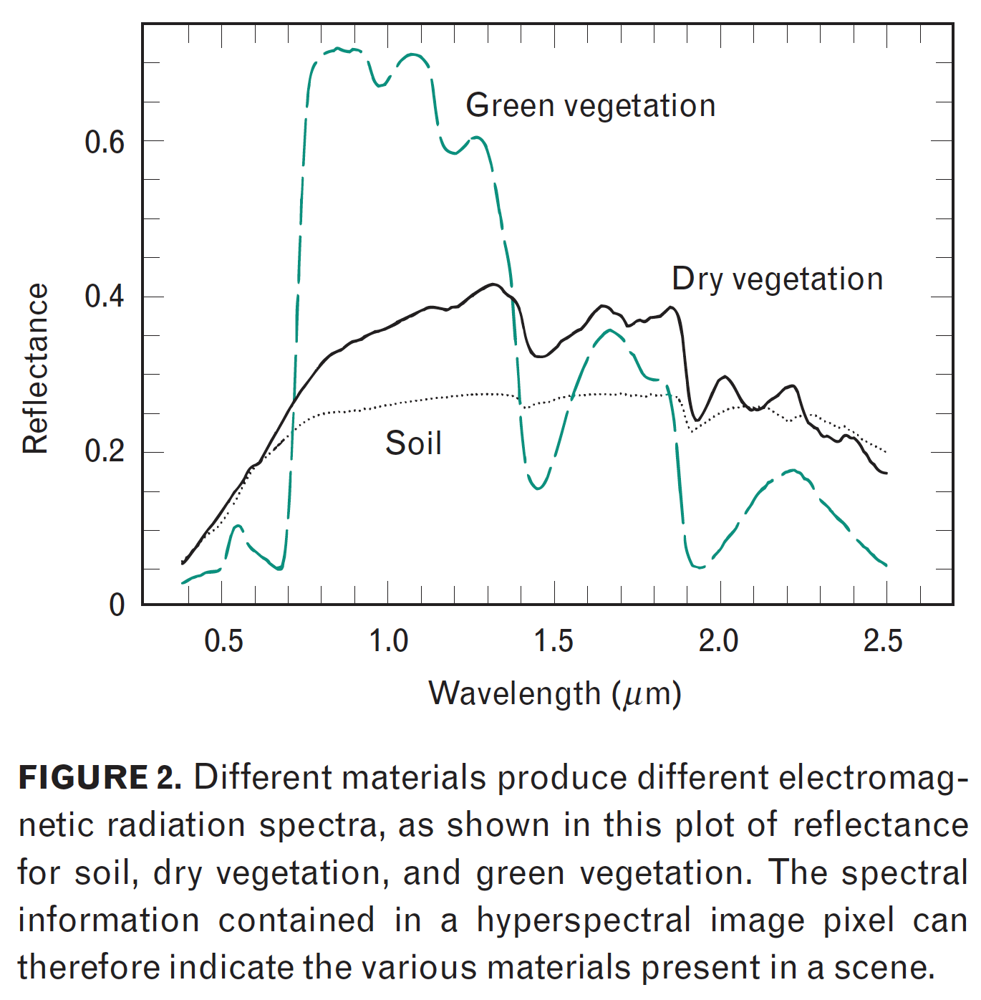 Green vegetation
0.6
Dry vegetation
0.4
Reflectance
Soil
0.2
0
0.5 1.0 1.5 2.0 2.5
Wavelength (μm)
FIGURE 2. Different materials produce different electromag-
netic radiation spectra, as shown in this plot of reflectance
for soil, dry vegetation, and green vegetation. The spectral
information contained in a hyperspectral image pixel can
therefore indicate the various materials present in a scene.